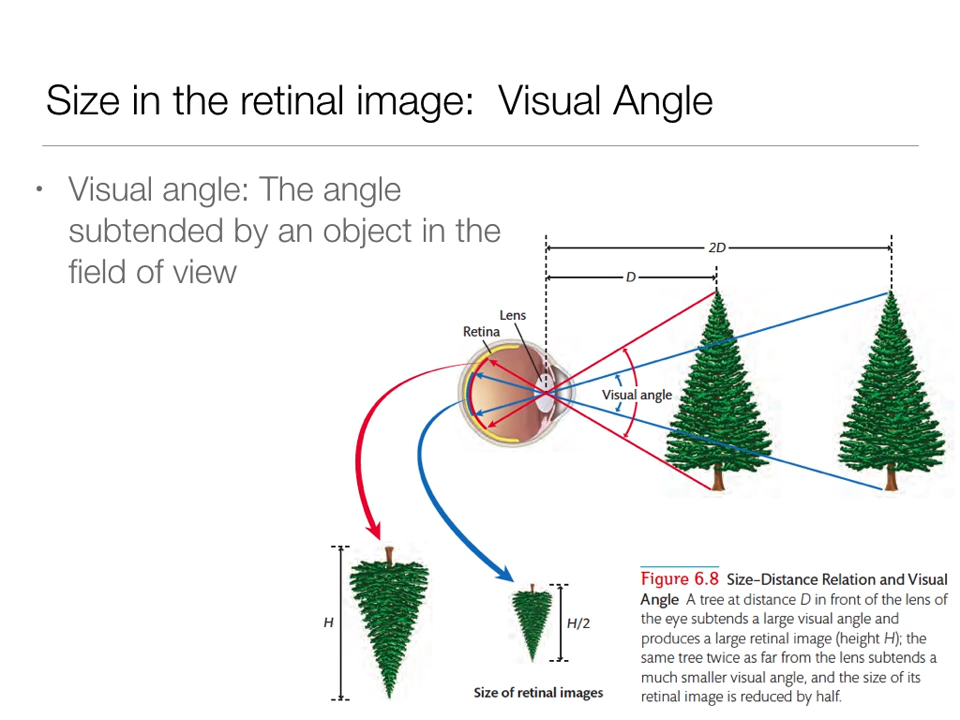 Size in the retinal image:  Visual Angle
• Visual angle: The angle
subtended by an object in the
field of view
2D
D
Lens
Retina
Visual angle
H
H/2
Size of retinal images
Figure 6.8 Size–Distance Relation and Visual
Angle A tree at distance D in front of the lens of
the eye subtends a large visual angle and
produces a large retinal image (height H); the
same tree twice as far from the lens subtends a
much smaller visual angle, and the size of its
retinal image is reduced by half.